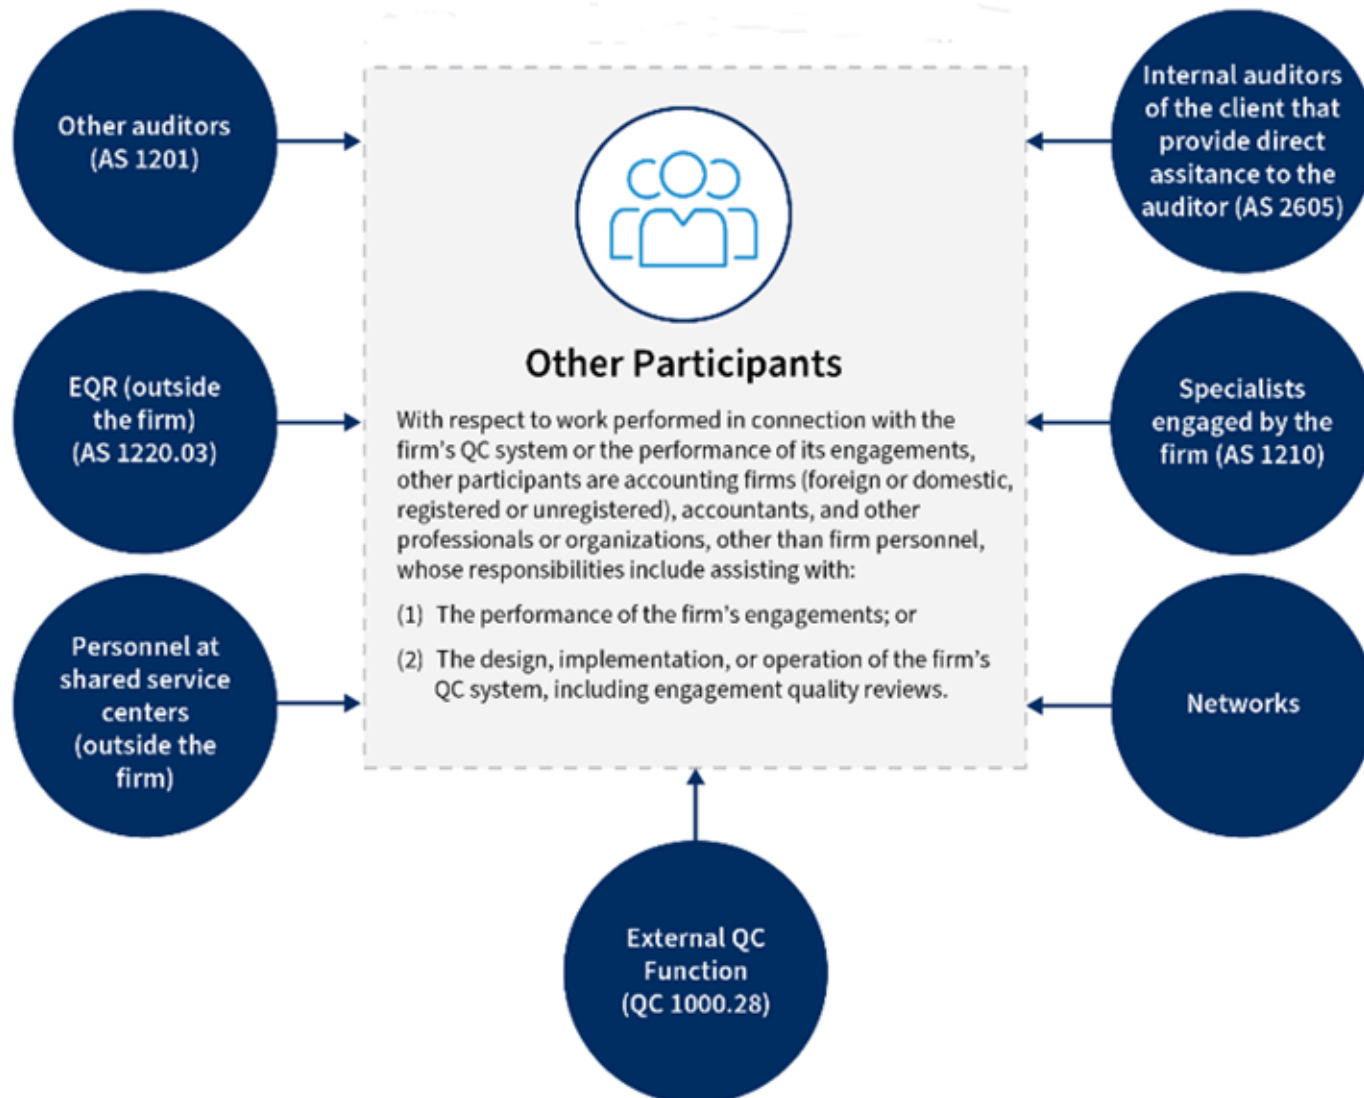 Other auditors
(AS 1201)
EQR (outside
the firm)
(AS 1220.03)
Personnel at
shared service
centers
(outside the
firm)
Other Participants
With respect to work performed in connection with the
firm's QC system or the performance of its engagements,
other participants are accounting firms (foreign or domestic,
registered or unregistered), accountants, and other
professionals or organizations, other than firm personnel,
whose responsibilities include assisting with:
(1) The performance of the firm's engagements; or
(2) The design, implementation, or operation of the firm's
QC system, including engagement quality reviews.
Internal auditors
of the client that
provide direct
assitance to the
auditor (AS 2605)
Specialists
engaged by the
firm (AS 1210)
Networks
External QC
Function
(QC 1000.28)